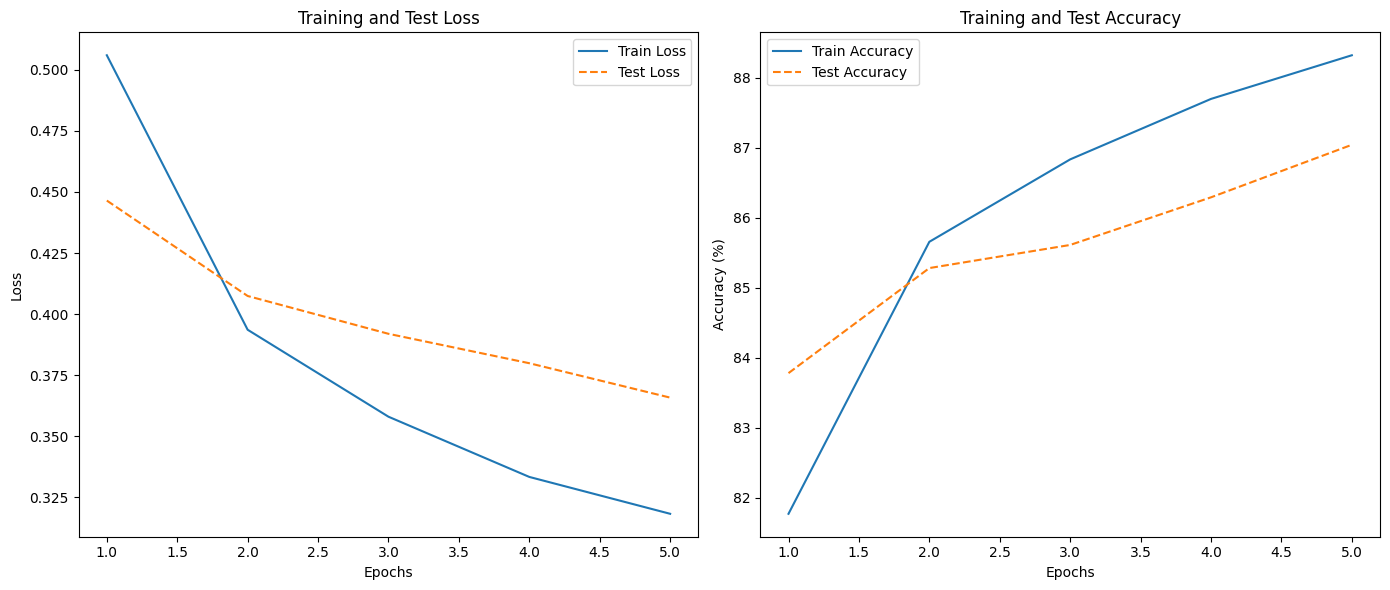 Training and Test Loss
Train Loss
Test Loss
0.500
0.475
0.450
0.425
0.400
0.375
0.350
0.325
Loss
1.0 1.5 2.0 2.5 3.0 3.5 4.0 4.5 5.0
Epochs
Training and Test Accuracy
Train Accuracy
Test Accuracy
88
87
86
85
84
83
82
Accuracy (%)
1.0 1.5 2.0 2.5 3.0 3.5 4.0 4.5 5.0
Epochs